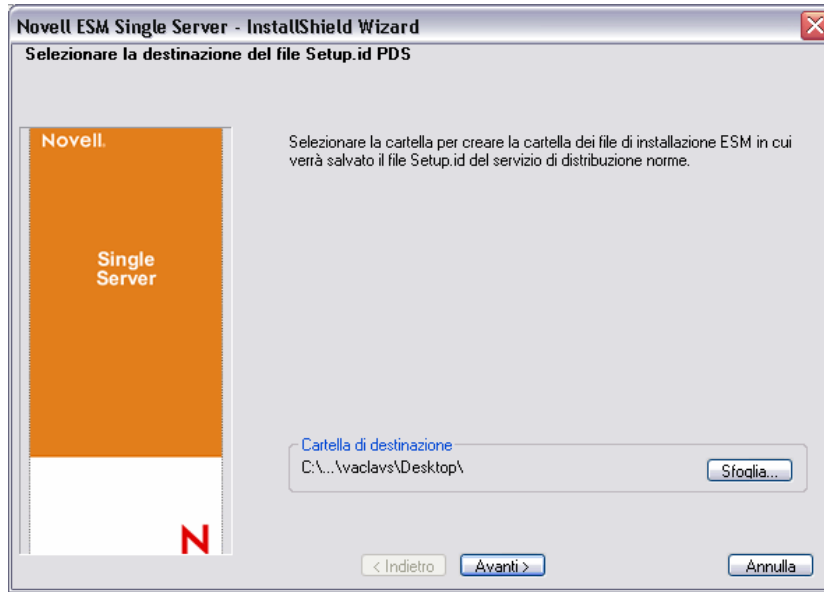 Novell ESM Single Server - InstallShield Wizard
Selezionare la destinazione del file Setup.id PDS
Novell.
Single
Server
Selezionare la cartella per creare la cartella dei file di installazione ESM in cui
verrà salvato il file Setup.id del servizio di distribuzione norme.
Cartella di destinazione
C:\...\vaclavs\Desktop\
Sfoglia...
N
< Indietro
Avanti >
Annulla